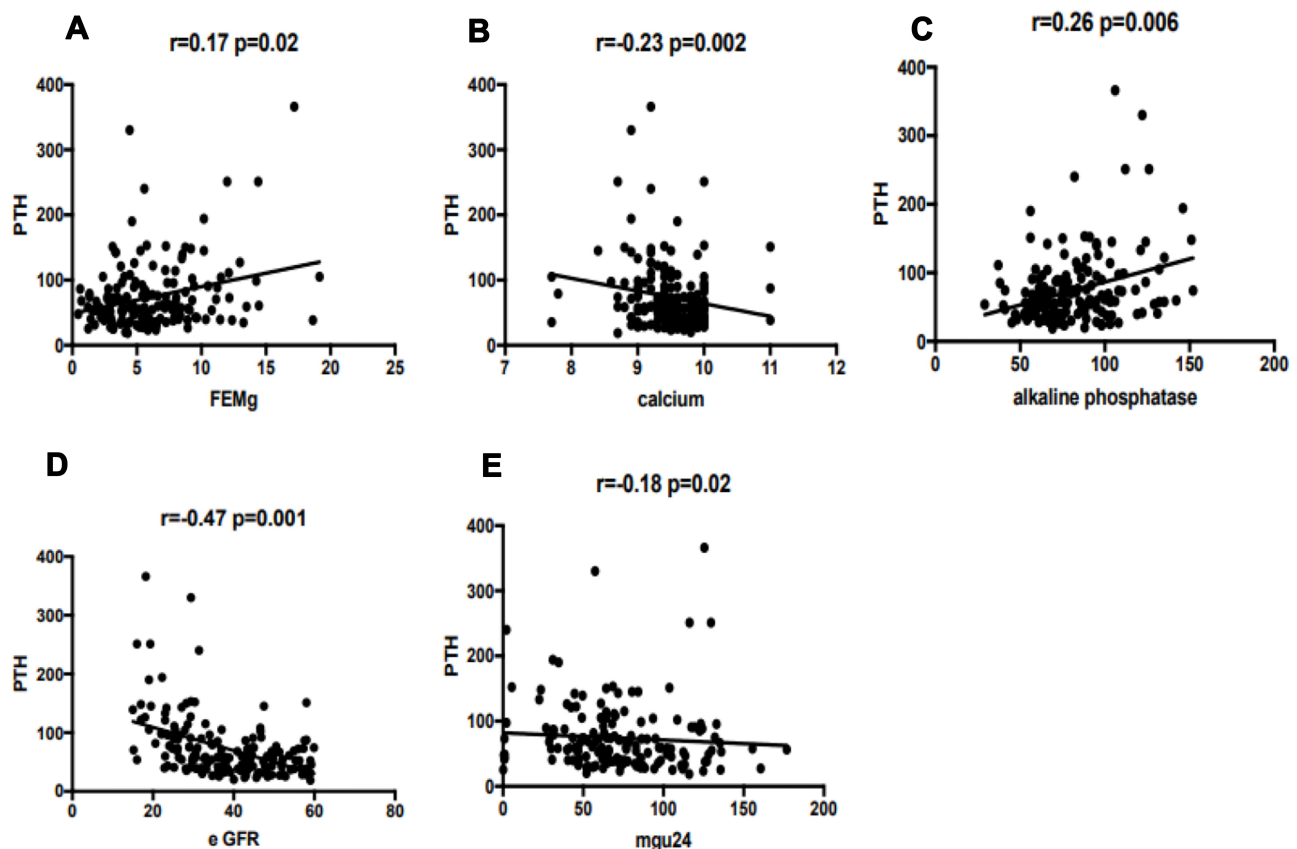 A
r=0.17 p=0.02
400
300
200
100
0
PTH
0 5 10 15 20 25
FEMg
B
r=-0.23 p=0.002
400
300
200
100
0
PTH
7 8 9 10 11 12
calcium
C
r=0.26 p=0.006
400
300
200
100
0
PTH
0 50 100 150 200
alkaline phosphatase
D
r=-0.47 p=0.001
400
300
200
100
0
PTH
0 20 40 60 80
e GFR
E
r=-0.18 p=0.02
400
300
200
100
0
PTH
0 50 100 150 200
mgu24